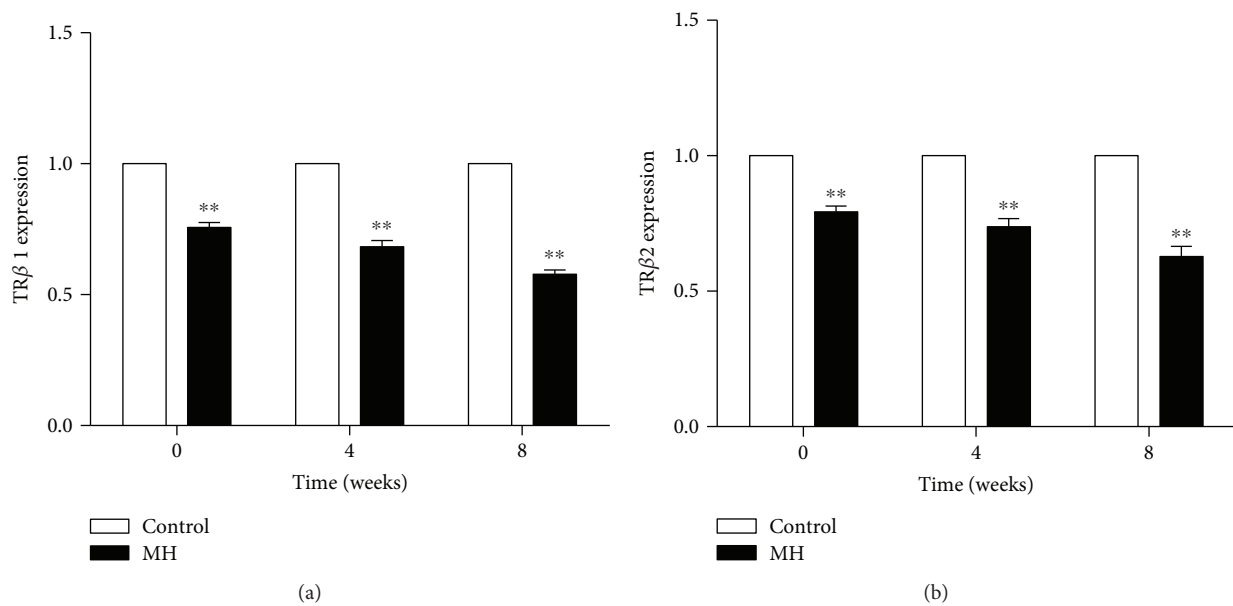 1.5
1.0
0.5
0.0
TRβ 1 expression
**
**
**
0
4
8
Time (weeks)
Control
MH
(a)
1.5
1.0
0.5
0.0
TRβ2 expression
**
**
**
0
4
8
Time (weeks)
Control
MH
(b)